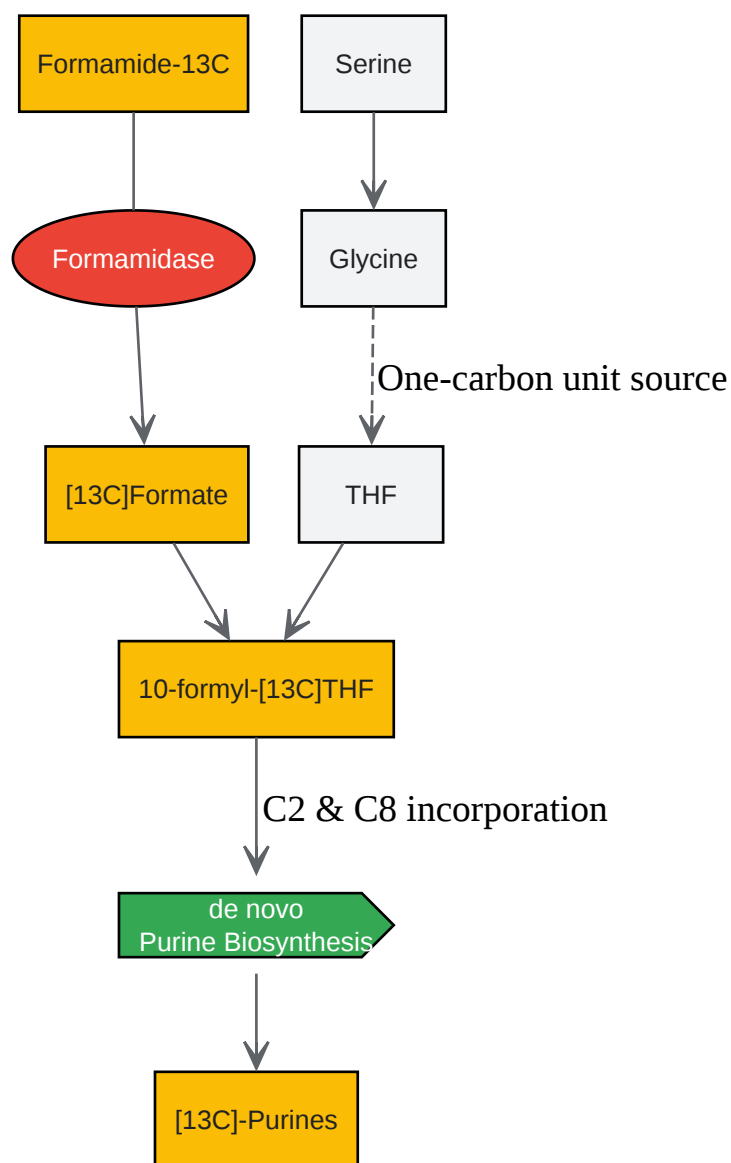 Formamide-13C
Serine
Formamidase
Glycine
One-carbon unit source
[13C]Formate
THF
10-formyl-[13C]THF
C2 & C8 incorporation
de novo
Purine Biosynthesis
[13C]-Purines